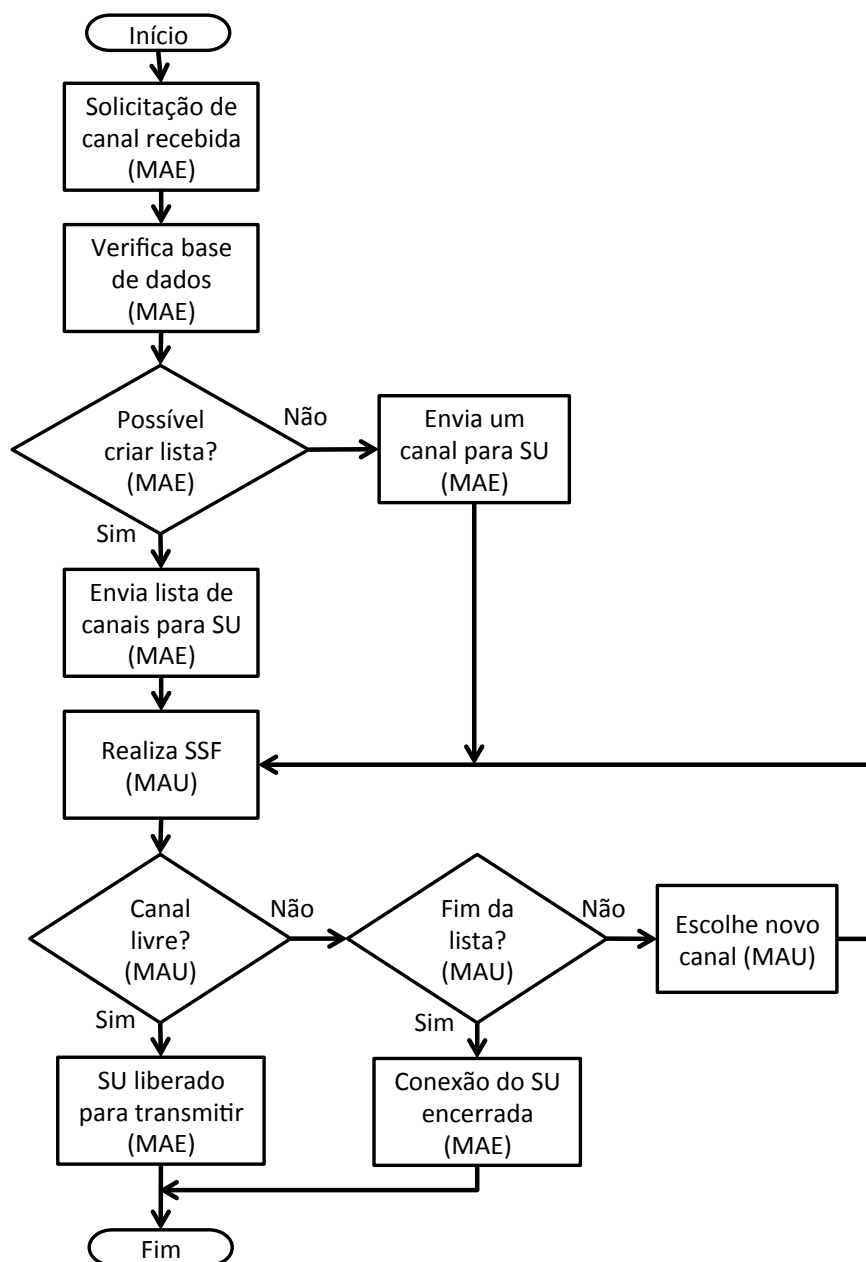 Início
Solicitação de
canal recebida
(MAE)
Verifica base
de dados
(MAE)
Possível
criar lista?
(MAE)
Não
Envia um
canal para SU
(MAE)
Sim
Envia lista de
canais para SU
(MAE)
Realiza SSF
(MAU)
Canal
livre?
(MAU)
Não
Fim da
lista?
(MAU)
Não
Escolhe novo
canal (MAU)
Sim
Sim
SU liberado
para transmitir
(MAE)
Conexão do SU
encerrada
(MAE)
Fim